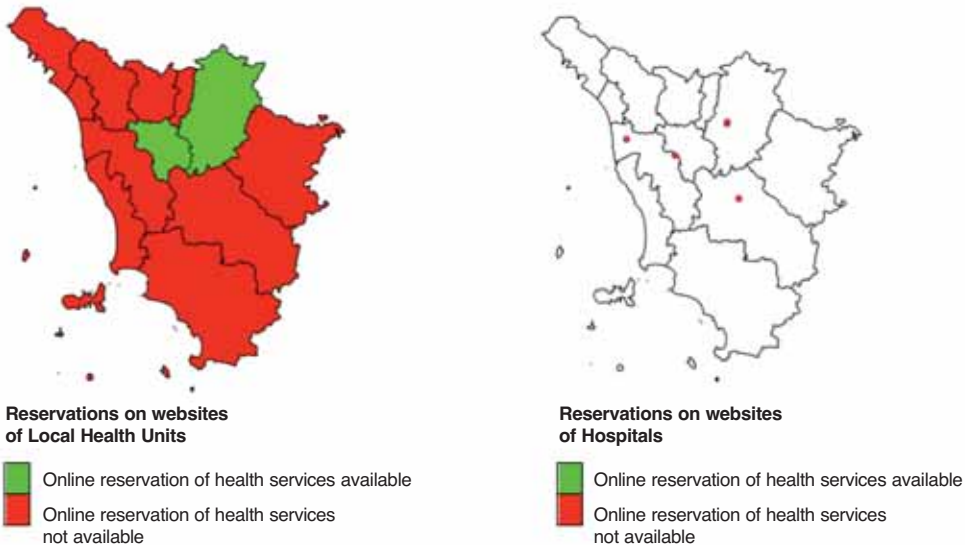 Reservations on websites
of Local Health Units
Online reservation of health services available
Online reservation of health services
not available
Reservations on websites
of Hospitals
Online reservation of health services available
Online reservation of health services
not available